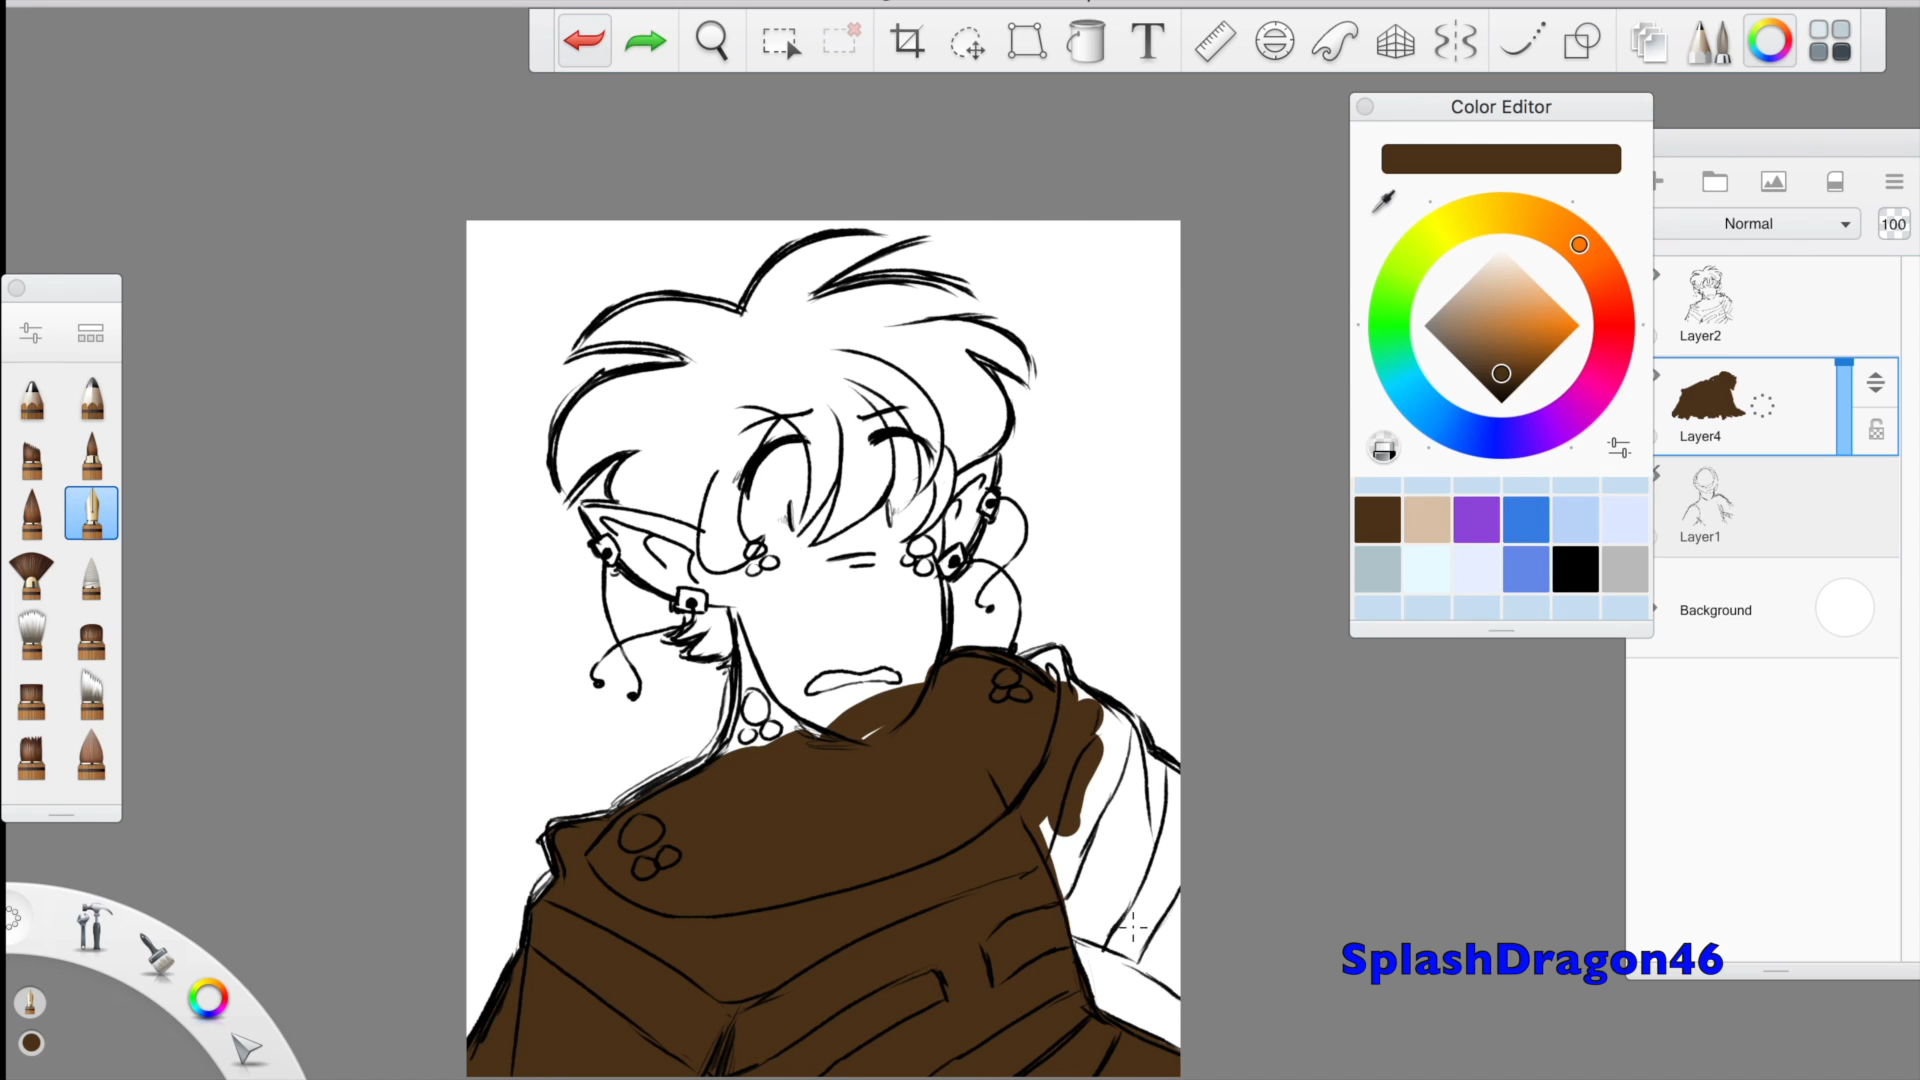 T
Color Editor
Normal
100
Layer2
Layer4
Layer1
Background
SplashDragon46